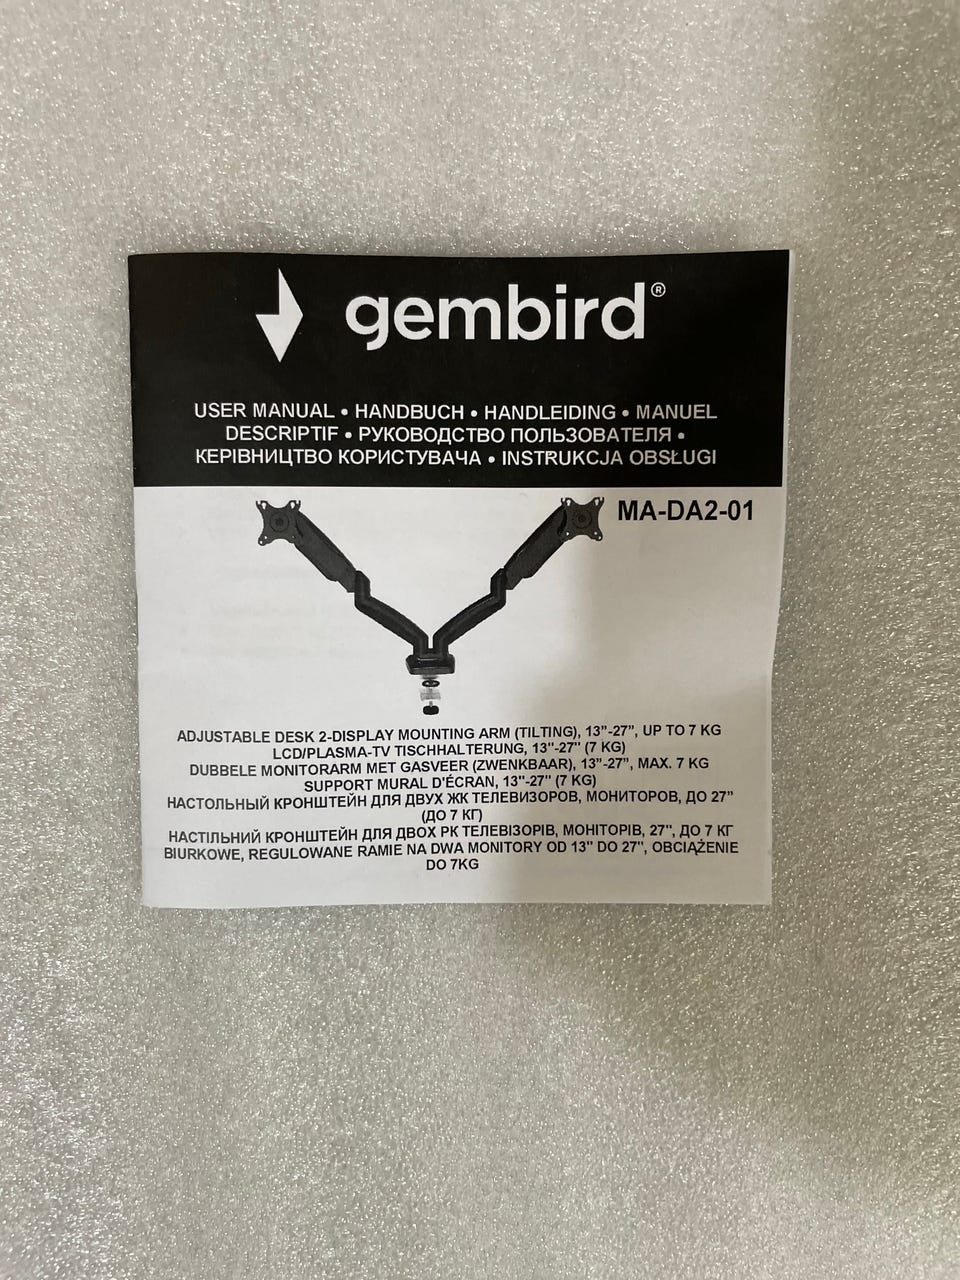 gembird®
USER MANUAL • HANDBUCH • HANDLEIDING • MANUEL
DESCRIPTIF • РУКОВОДСТВО ПОЛЬЗОВАТЕЛЯ •
КЕРІВНИЦТВО КОРИСТУВАЧА • INSTRUKCJA OBSŁUGI
MA-DA2-01
ADJUSTABLE DESK 2-DISPLAY MOUNTING ARM (TILTING), 13”-27”, UP TO 7 KG
LCD/PLASMA-TV TISCHHALTERUNG, 13"-27" (7 KG)
DUBBELE MONITORARM MET GASVEER (ZWENKBAAR), 13”-27”, MAX. 7 KG
SUPPORT MURAL D'ÉCRAN, 13"-27" (7 KG)
НАСТОЛЬНЫЙ КРОНШТЕЙН ДЛЯ ДВУХ ЖК ТЕЛЕВИЗОРОВ, МОНИТОРОВ, ДО 27”
(ДО 7 КГ)
НАСТІЛЬНИЙ КРОНШТЕЙН ДЛЯ ДВОХ РК ТЕЛЕВІЗОРІВ, МОНІТОРІВ, 27", ДО 7 КГ
BIURKOWE, REGULOWANE RAMIE NA DWA MONITORY OD 13" DO 27", OBCIĄŻENIE
DO 7KG